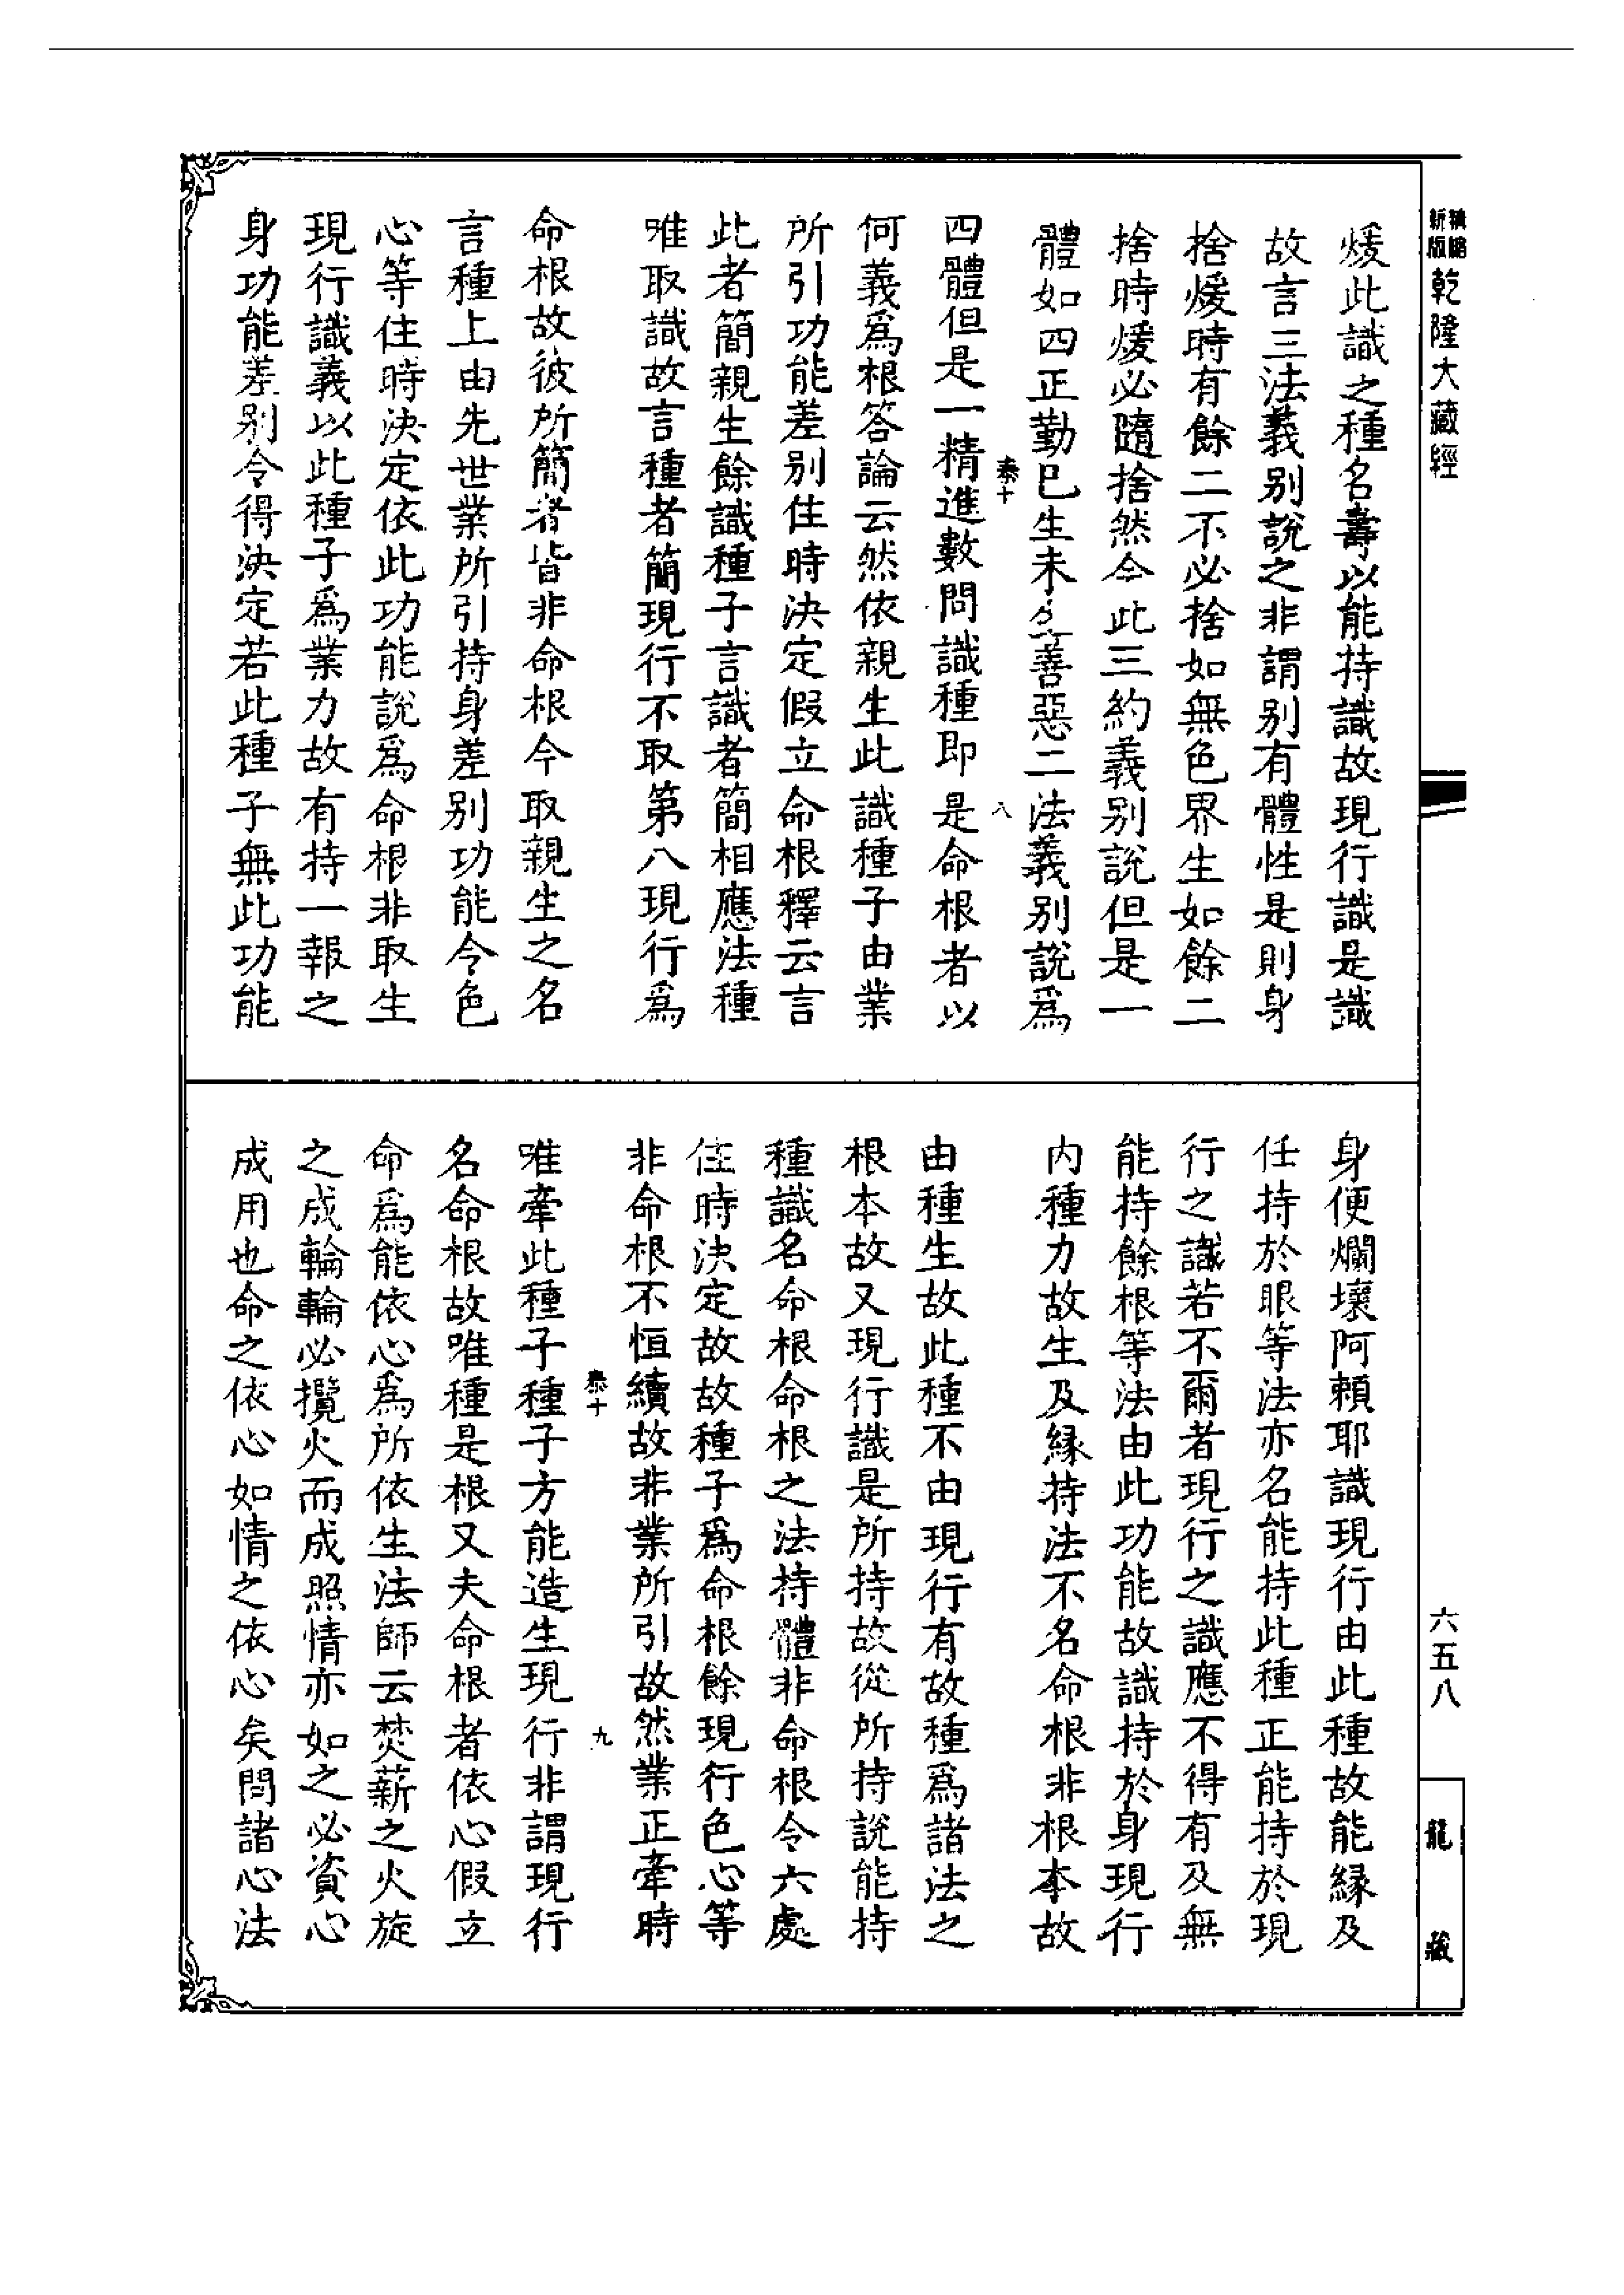 精縮
新版
乾隆大藏經
六五八
龍藏
煖此識之種名壽以能持識故現行識是識
故言三法義别說之非謂别有體性是則身
捨煖時有餘二不必捨如無色界生如餘二
捨時煖必隨捨然今此三約義别說但是一
體如四正勤巳生未生善惡二法義别說爲
泰十
八
四體但是一精進數問識種即是命根者以
何義爲根答論云然依親生此識種子由業
所引功能差别住時決定假立命根釋云言
此者簡親生餘識種子言識者簡相應法種
唯取識故言種者簡現行不取第八現行爲
命根故彼所簡者皆非命根今取親生之名
言種上由先世業所引持身差别功能令色
心等住時決定依此功能說爲命根非取生
現行識義以此種子爲業力故有持一報之
身功能差别令得決定若此種子無此功能
身便爛壞阿賴耶識現行由此種故能緣及
任持於眼等法亦名能持此種正能持於現
行之識若不爾者現行之識應不得有及無
能持餘根等法由此功能故識持於身現行
内種力故生及緣持法不名命根非根本故
由種生故此種不由現行有故種爲諸法之
根本故又現行識是所持故從所持說能持
種識名命根命根之法持體非命根令六處
住時決定故故種子爲命根餘現行色心等
非命根不恒續故非業所引故然業正牽時
泰十
九
唯牽此種子種子方能造生現行非謂現行
名命根故唯種是根又夫命根者依心假立
命爲能依心爲所依生法師云焚薪之火旋
之成輪輪必攬火而成照情亦如之必資心
成用也命之依心如情之依心矣問諸心法